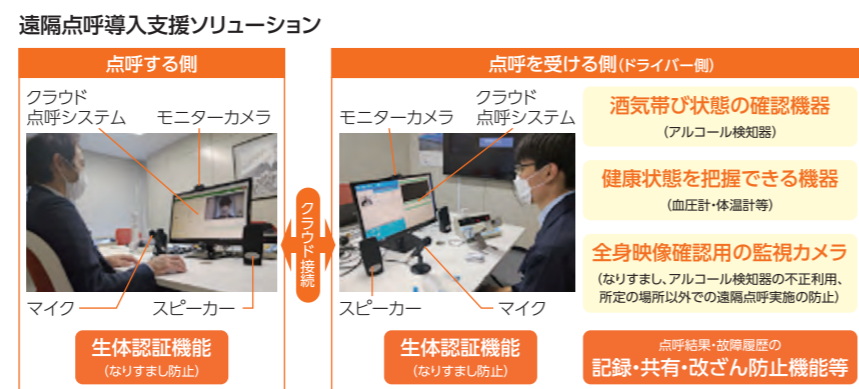 遠隔点呼導入支援ソリューション
点呼する側
クラウド
点呼システム
モニターカメラ
マイク
スピーカー
生体認証機能
(なりすまし防止)
クラウド接続
点呼を受ける側(ドライバー側)
モニターカメラ
クラウド
点呼システム
スピーカー
マイク
生体認証機能
(なりすまし防止)
酒気帯び状態の確認機器
(アルコール検知器)
健康状態を把握できる機器
(血圧計・体温計等)
全身映像確認用の監視カメラ
(なりすまし、アルコール検知器の不正利用、
所定の場所以外での遠隔点呼実施の防止)
点呼結果・故障履歴の
記録・共有・改ざん防止機能等